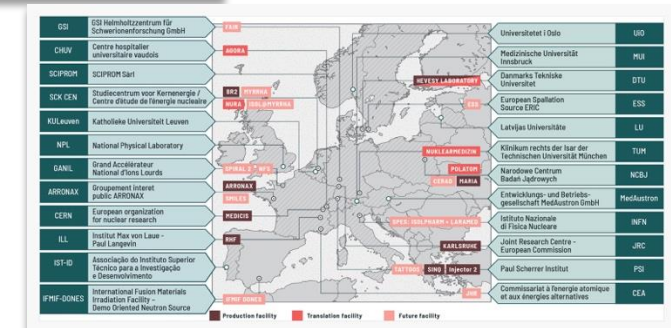 GSI
GSI Helmholtzzentrum für
Schwerionenforschung GmbH
FAIR
CHUV
Centre hospitalier
universitaire vaudois
AGORA
SCIPROM
SCIPROM Sàrl
SCK CEN
Studiecentrum voor Kernenergie /
Centre d'étude de l'énergie nucleaire
BR2
MYRRHA
NURA
ISOL@MYRRHA
KULeuven
Katholieke Universiteit Leuven
NPL
National Physical Laboratory
GANIL
Grand Accélérateur
National d'Ions Lourds
SPIRAL 2 - NFS
ARRONAX
Groupement interet
public ARRONAX
ARRONAX
SMILES
CERN
European organization
for nuclear research
MEDICIS
ILL
Institut Max von Laue -
Paul Langevin
RHF
IST-ID
Associação do Instituto Superior
Técnico para a Investigação
e Desenvolvimento
IFMIF-DONES
International Fusion Materials
Irradiation Facility -
Demo Oriented Neutron Source
IFMIF-DONES
Universitetet i Oslo
UiO
Medizinische Universität
Innsbruck
MUI
HEVESY LABORATORY
Danmarks Tekniske
Universitet
DTU
ESS
European Spallation
Source ERIC
ESS
Latvijas Universitāte
LU
NUKLEARMEDIZIN
Klinikum rechts der Isar der
Technischen Universität München
TUM
POLATOM
CERAD
MARIA
Narodowe Centrum
Badań Jądrowych
NCBJ
Entwicklungs- und Betriebs-
gesellschaft MedAustron GmbH
MedAustron
SPES: ISOLPHARM + LARAMED
Istituto Nazionale
di Fisica Nucleare
INFN
KARLSRUHE
Joint Research Centre -
European Commission
JRC
TATTOOS
SINQ
Injector 2
Paul Scherrer Institut
PSI
JHR
Commissariat à l'énergie atomique
et aux énergies alternatives
CEA
Production facility
Translation facility
Future facility